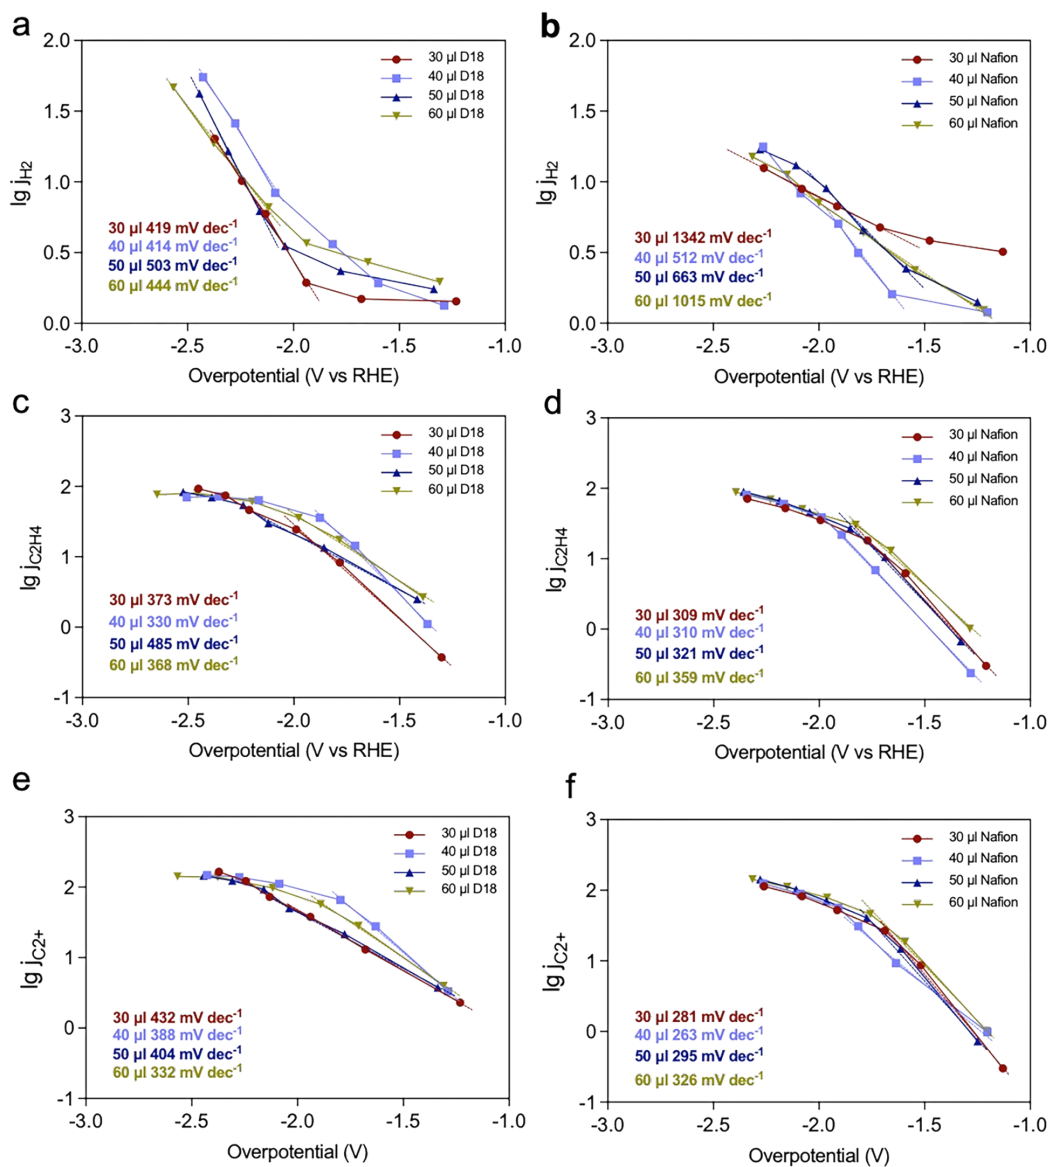 a
2.0
1.5
1.0
0.5
0.0
lg jH2
30 µl D18
40 µl D18
50 µl D18
60 µl D18
30 µl 419 mV dec-1
40 µl 414 mV dec-1
50 µl 503 mV dec-1
60 µl 444 mV dec-1
-3.0 -2.5 -2.0 -1.5 -1.0
Overpotential (V vs RHE)
b
2.0
1.5
1.0
0.5
0.0
lg jH2
30 µl Nafion
40 µl Nafion
50 µl Nafion
60 µl Nafion
30 µl 1342 mV dec-1
40 µl 512 mV dec-1
50 µl 663 mV dec-1
60 µl 1015 mV dec-1
-3.0 -2.5 -2.0 -1.5 -1.0
Overpotential (V vs RHE)
c
3
2
1
0
-1
lg jC2H4
30 µl D18
40 µl D18
50 µl D18
60 µl D18
30 µl 373 mV dec-1
40 µl 330 mV dec-1
50 µl 485 mV dec-1
60 µl 368 mV dec-1
-3.0 -2.5 -2.0 -1.5 -1.0
Overpotential (V vs RHE)
d
3
2
1
0
-1
lg jC2H4
30 µl Nafion
40 µl Nafion
50 µl Nafion
60 µl Nafion
30 µl 309 mV dec-1
40 µl 310 mV dec-1
50 µl 321 mV dec-1
60 µl 359 mV dec-1
-3.0 -2.5 -2.0 -1.5 -1.0
Overpotential (V vs RHE)
e
3
2
1
0
-1
lg jC2+
30 µl D18
40 µl D18
50 µl D18
60 µl D18
30 µl 432 mV dec-1
40 µl 388 mV dec-1
50 µl 404 mV dec-1
60 µl 332 mV dec-1
-3.0 -2.5 -2.0 -1.5 -1.0
Overpotential (V)
f
3
2
1
0
-1
lg jC2+
30 µl Nafion
40 µl Nafion
50 µl Nafion
60 µl Nafion
30 µl 281 mV dec-1
40 µl 263 mV dec-1
50 µl 295 mV dec-1
60 µl 326 mV dec-1
-3.0 -2.5 -2.0 -1.5 -1.0
Overpotential (V)